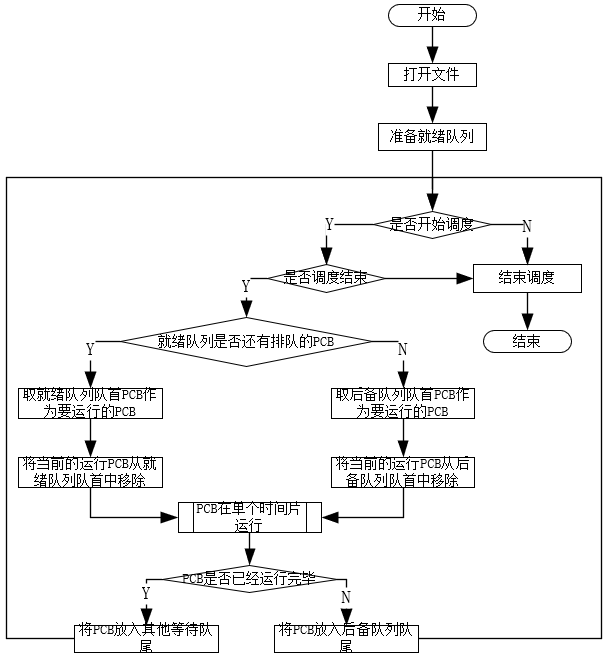 开始
打开文件
准备就绪队列
是否开始调度
Y
N
是否调度结束
结束调度
Y
结束
就绪队列是否还有排队的PCB
Y
N
取就绪队列队首PCB作
为要运行的PCB
取后备队列队首PCB作
为要运行的PCB
将当前的运行PCB从就
绪队列队首中移除
将当前的运行PCB从后
备队列队首中移除
PCB在单个时间片
运行
PCB是否已经运行完毕
Y
N
将PCB放入其他等待队
尾
将PCB放入后备队列队
尾